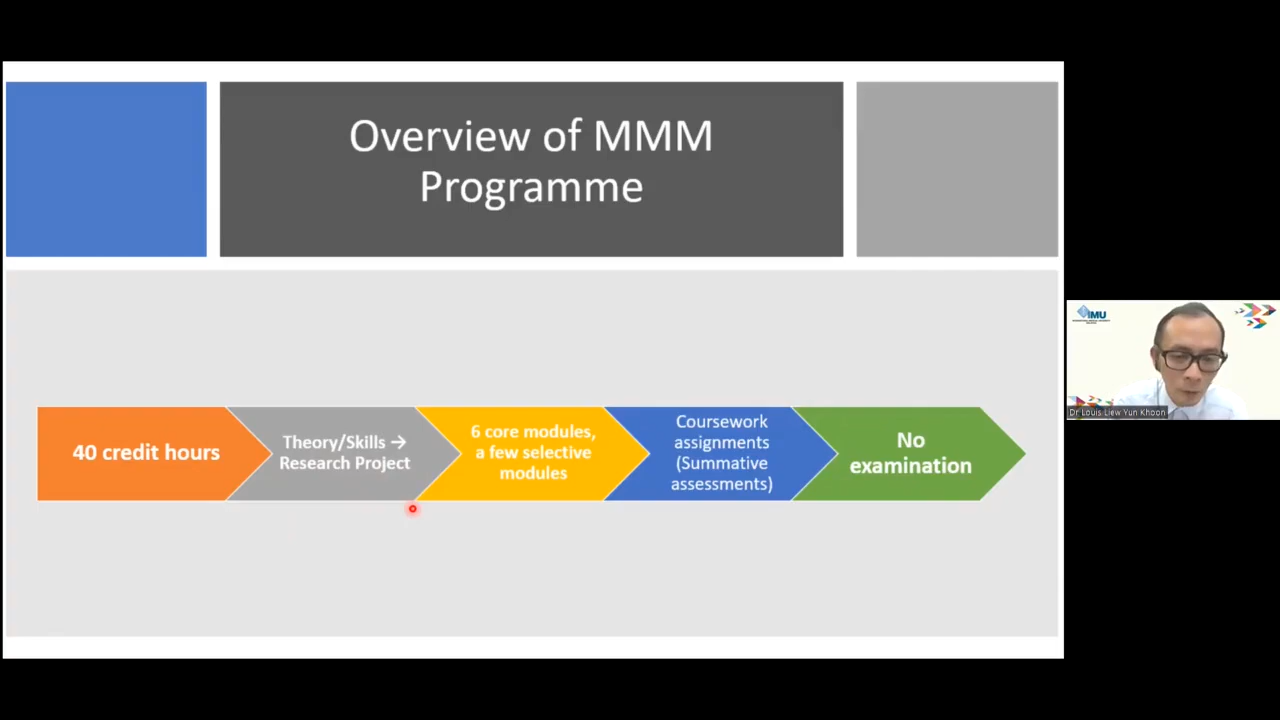 Overview of MMM
Programme
40 credit hours
Theory/Skills →
Research Project
6 core modules,
a few selective
modules
Coursework
assignments
(Summative
assessments)
No
examination
IMU
Dr Louis Liew Yun Khoon